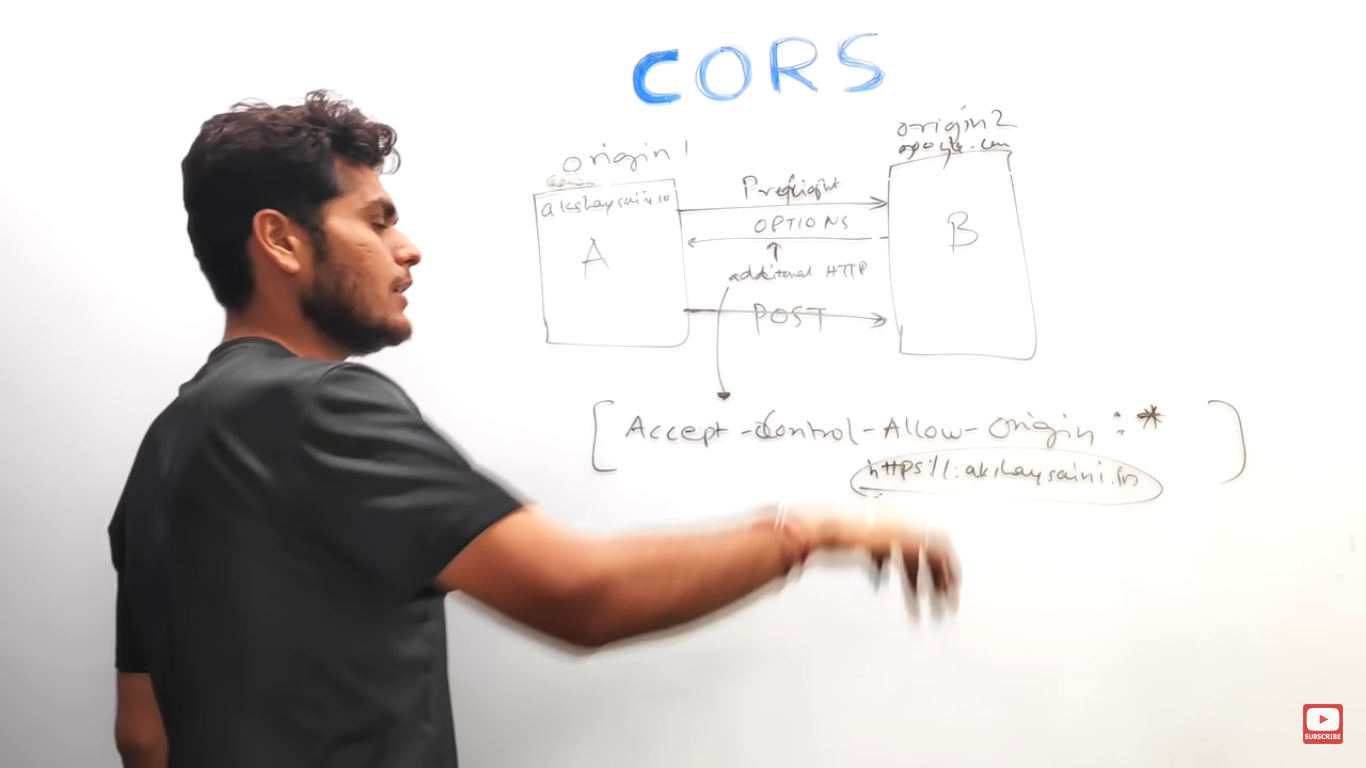 CORS
origin 1
origin 2
google.com
akshaysaini.io
Preflight
OPTIONS
A
B
additional HTTP
POST
[ Accept-Control-Allow-Origin : * ]
https://.akshaysaini.in
SUBSCRIBE